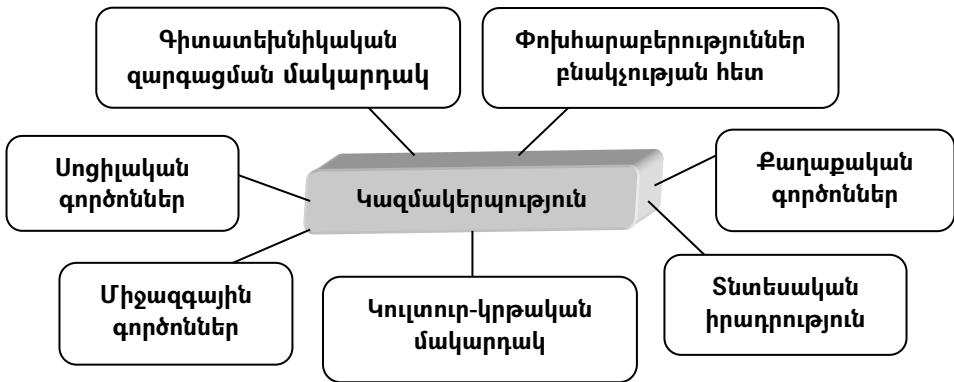 Գիտատեխնիկական
զարգացման մակարդակ
Փոխհարաբերություններ
բնակչության հետ
Սոցիլական
գործոններ
Կազմակերպություն
Քաղաքական
գործոններ
Միջազգային
գործոններ
Կուլտուր-կրթական
մակարդակ
Տնտեսական
իրադրություն